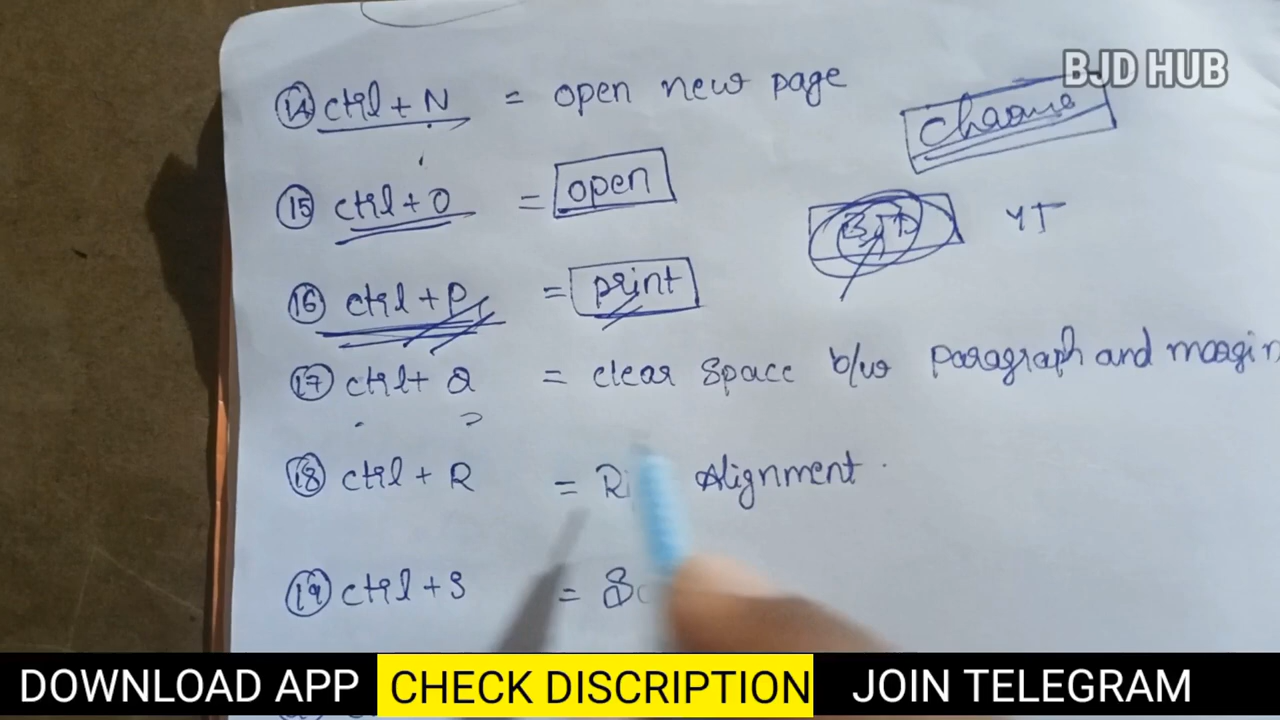 BJD HUB
14 ctrl + N = open new page
15 ctrl + O = open
16 ctrl + P = print
YT
17 ctrl + Q = clear space b/w paragraph and margin
18 ctrl + R = Alignment
19 ctrl + S =
DOWNLOAD APP CHECK DISCRIPTION JOIN TELEGRAM